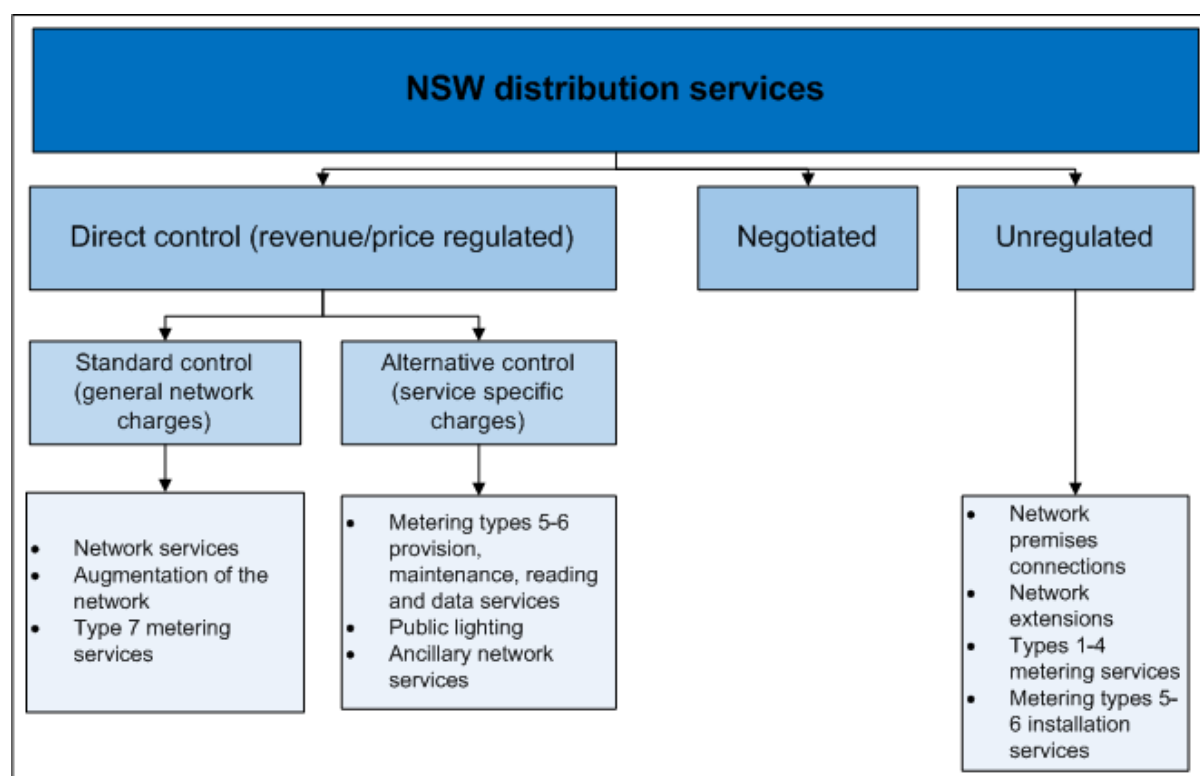 NSW distribution services
Direct control (revenue/price regulated)
Negotiated
Unregulated
Standard control
(general network
charges)
Alternative control
(service specific
charges)
• Network services
• Augmentation of the
network
• Type 7 metering
services
• Metering types 5-6
provision,
maintenance, reading
and data services
• Public lighting
• Ancillary network
services
• Network
premises
connections
• Network
extensions
• Types 1-4
metering services
• Metering types 5-
6 installation
services